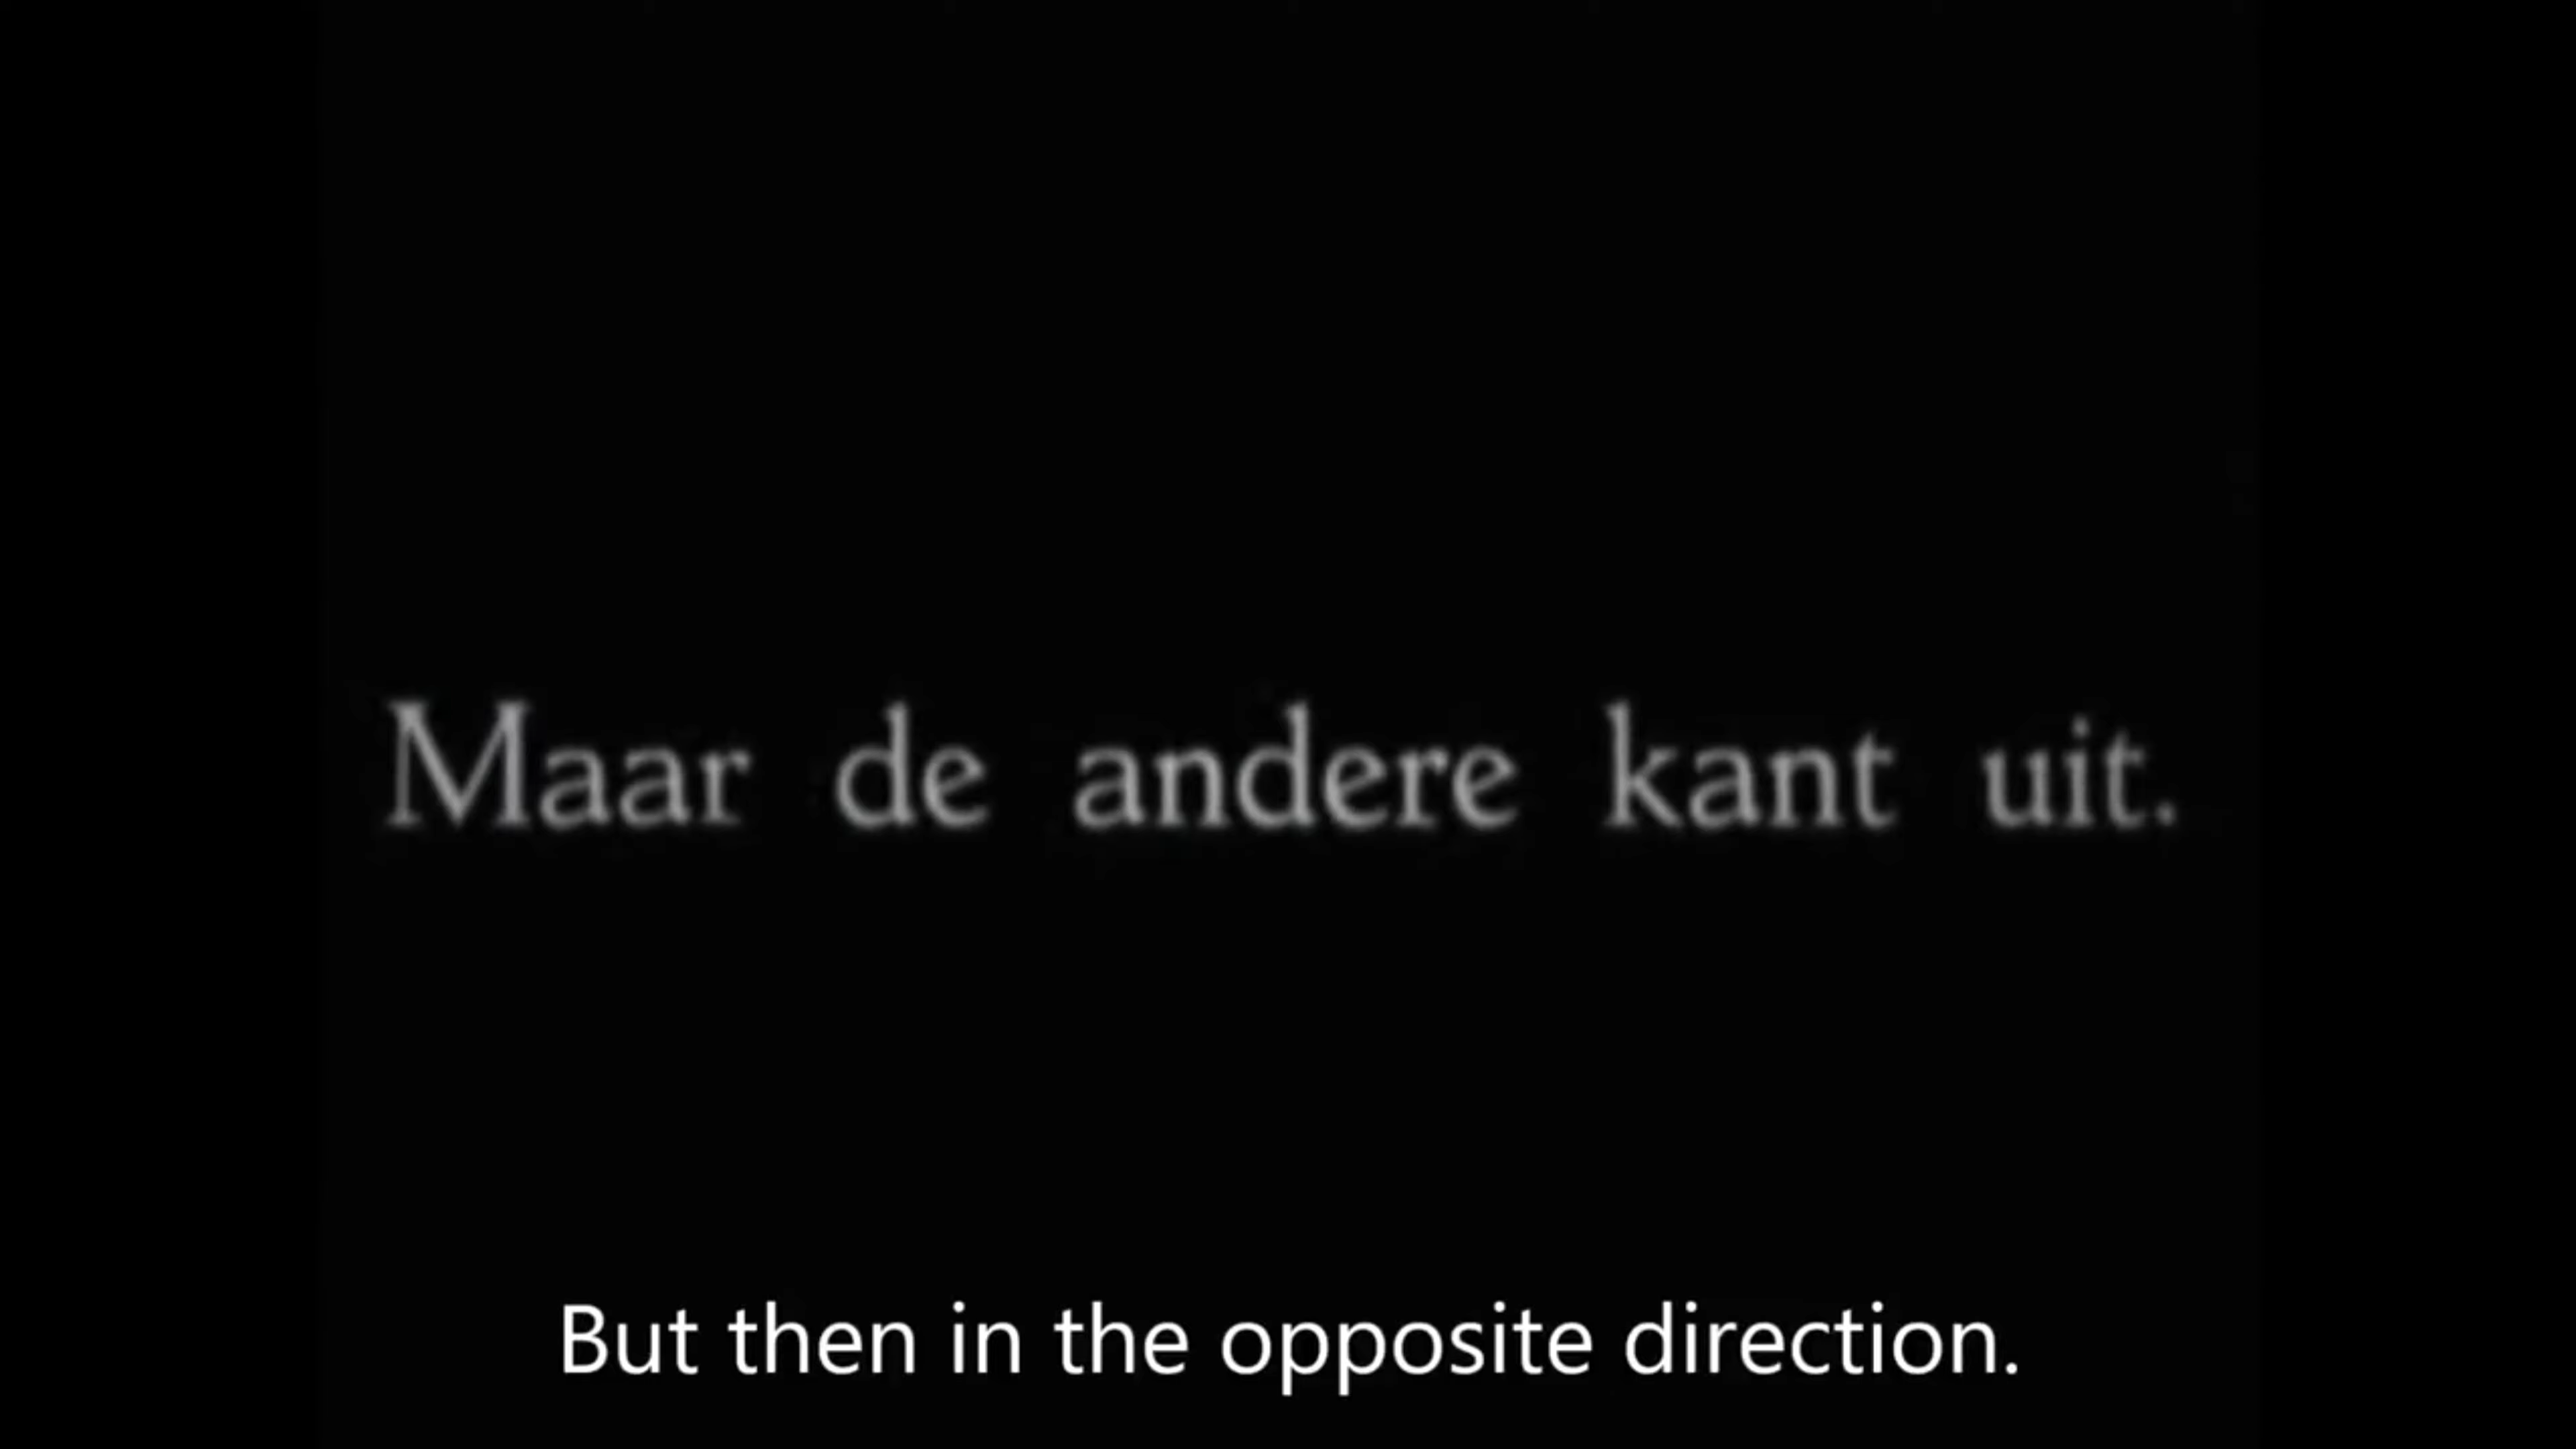 Maar de andere kant uit.
But then in the opposite direction.